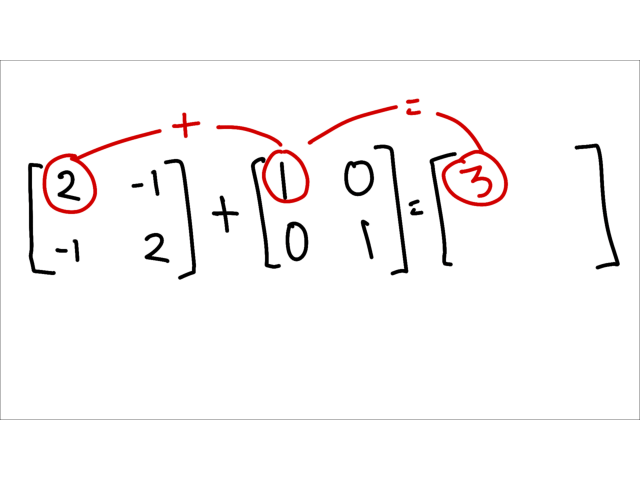 + =
2 -1 + 1 0 = 3
-1 2 0 1